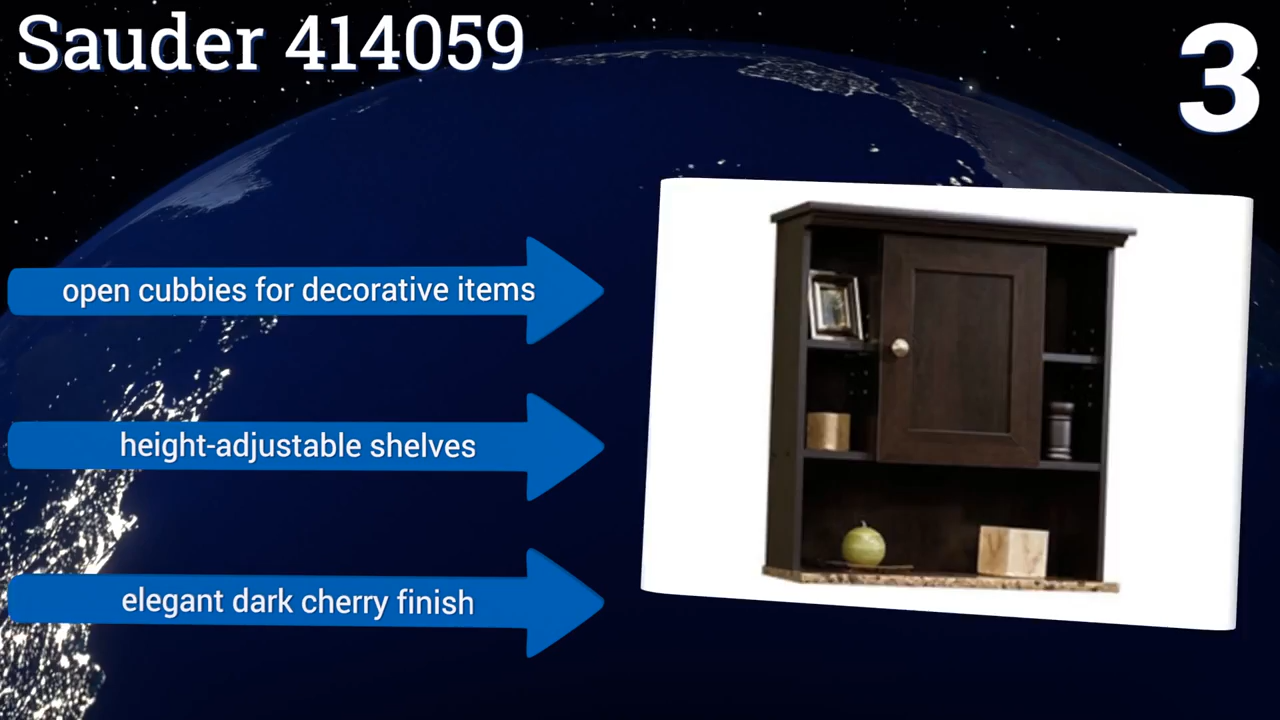 Sauder 414059
3
open cubbies for decorative items
height-adjustable shelves
elegant dark cherry finish